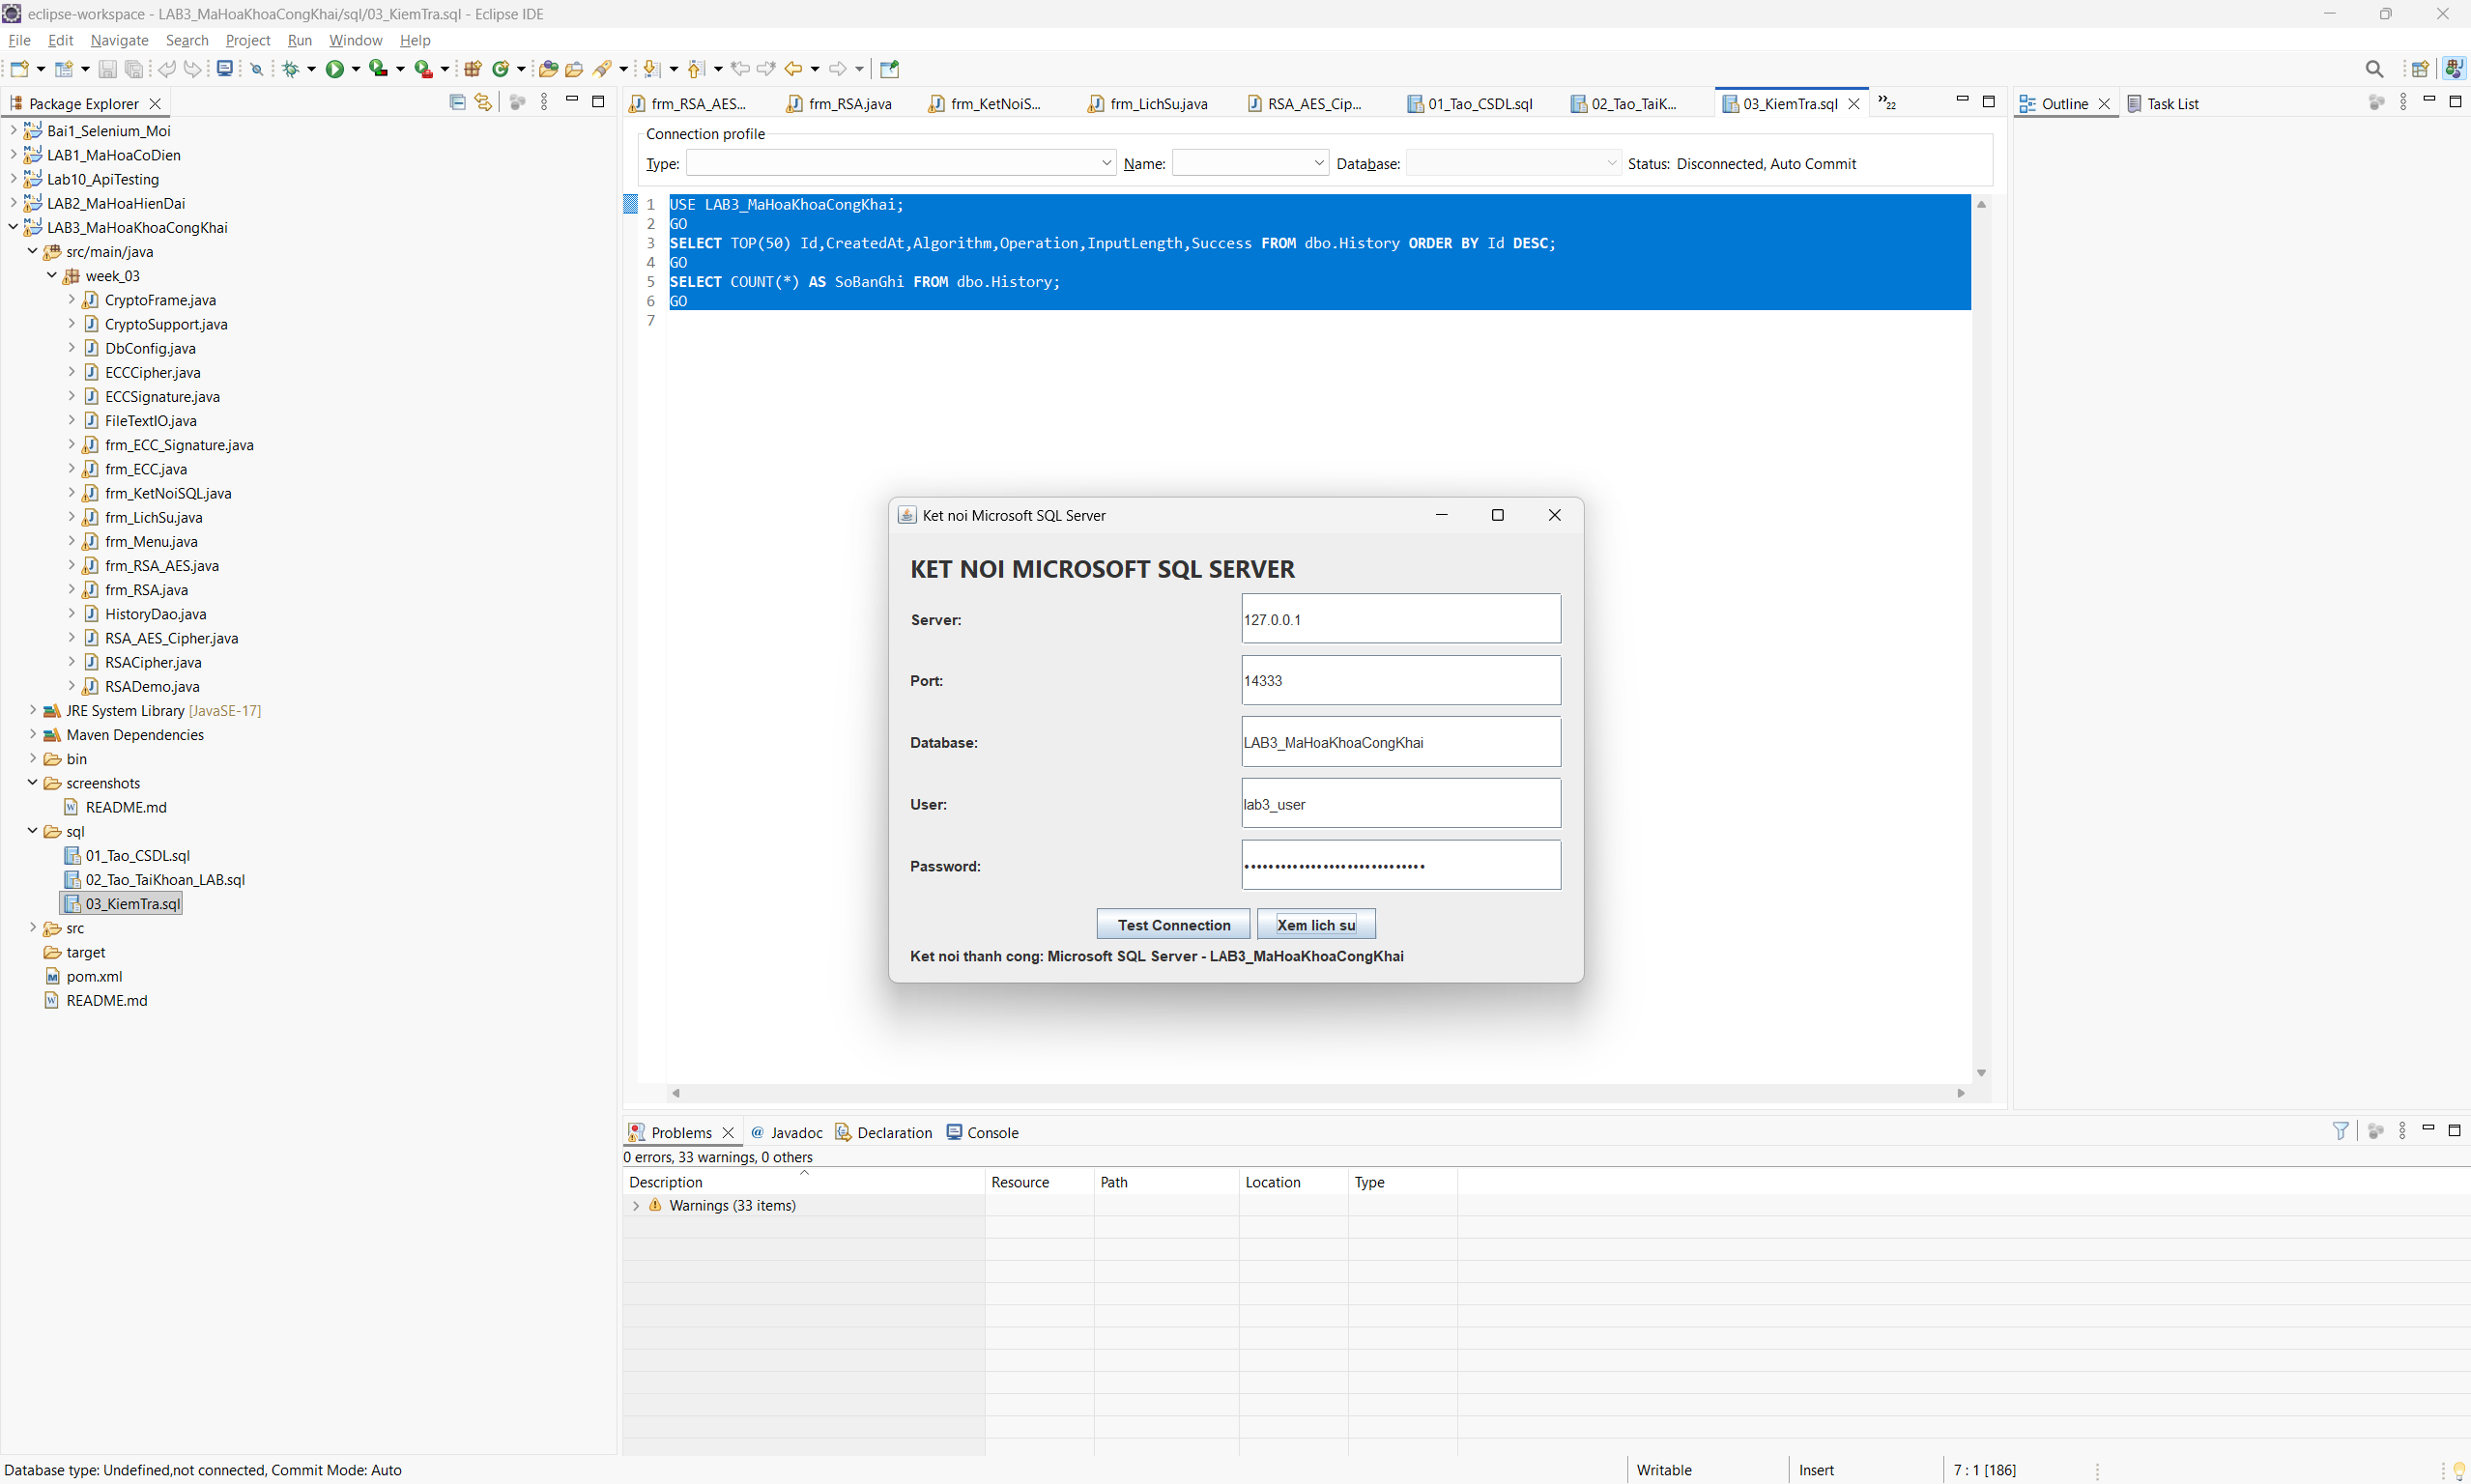 eclipse-workspace - LAB3_MaHoaKhoaCongKhai/sql/03_KiemTra.sql - Eclipse IDE
File Edit Navigate Search Project Run Window Help
Package Explorer
Bai1_Selenium_Moi
LAB1_MaHoaCoDien
Lab10_ApiTesting
LAB2_MaHoaHienDai
LAB3_MaHoaKhoaCongKhai
src/main/java
week_03
CryptoFrame.java
CryptoSupport.java
DbConfig.java
ECCCipher.java
ECCSignature.java
FileTextIO.java
frm_ECC_Signature.java
frm_ECC.java
frm_KetNoiSQL.java
frm_LichSu.java
frm_Menu.java
frm_RSA_AES.java
frm_RSA.java
HistoryDao.java
RSA_AES_Cipher.java
RSACipher.java
RSADemo.java
JRE System Library [JavaSE-17]
Maven Dependencies
bin
screenshots
README.md
sql
01_Tao_CSDL.sql
02_Tao_TaiKhoan_LAB.sql
03_KiemTra.sql
src
target
pom.xml
README.md
frm_RSA_AES... frm_RSA.java frm_KetNoiS... frm_LichSu.java RSA_AES_Cip... 01_Tao_CSDL.sql 02_Tao_TaiK... 03_KiemTra.sql »22
Connection profile
Type: Name: Database: Status: Disconnected, Auto Commit
1 USE LAB3_MaHoaKhoaCongKhai;
2 GO
3 SELECT TOP(50) Id,CreatedAt,Algorithm,Operation,InputLength,Success FROM dbo.History ORDER BY Id DESC;
4 GO
5 SELECT COUNT(*) AS SoBanGhi FROM dbo.History;
6 GO
7
Ket noi Microsoft SQL Server
KET NOI MICROSOFT SQL SERVER
Server: 127.0.0.1
Port: 14333
Database: LAB3_MaHoaKhoaCongKhai
User: lab3_user
Password:
Test Connection Xem lich su
Ket noi thanh cong: Microsoft SQL Server - LAB3_MaHoaKhoaCongKhai
Outline Task List
Problems @ Javadoc Declaration Console
0 errors, 33 warnings, 0 others
Description Resource Path Location Type
Warnings (33 items)
Database type: Undefined,not connected, Commit Mode: Auto
Writable Insert 7 : 1 [186]